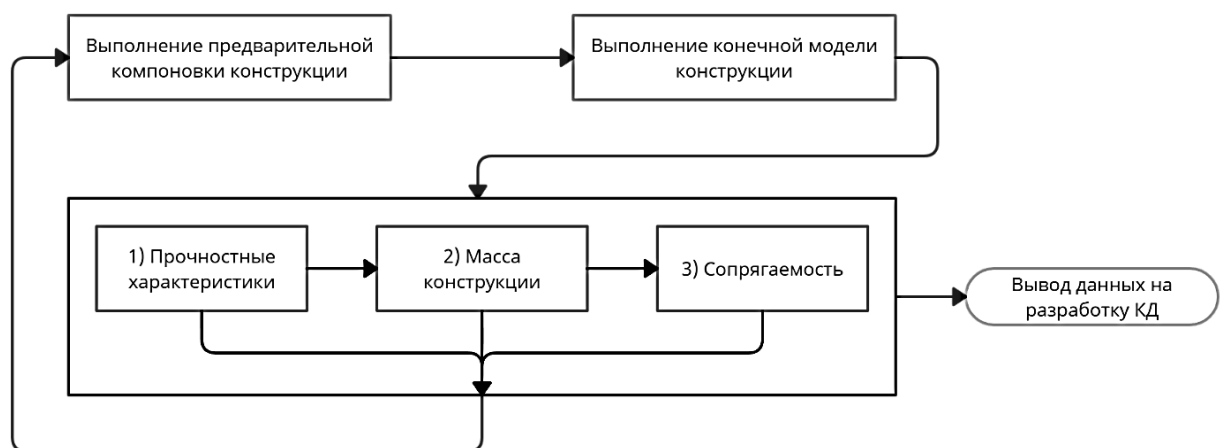 Выполнение предварительной
компоновки конструкции
Выполнение конечной модели
конструкции
1) Прочностные
характеристики
2) Масса
конструкции
3) Сопрягаемость
Вывод данных на
разработку КД